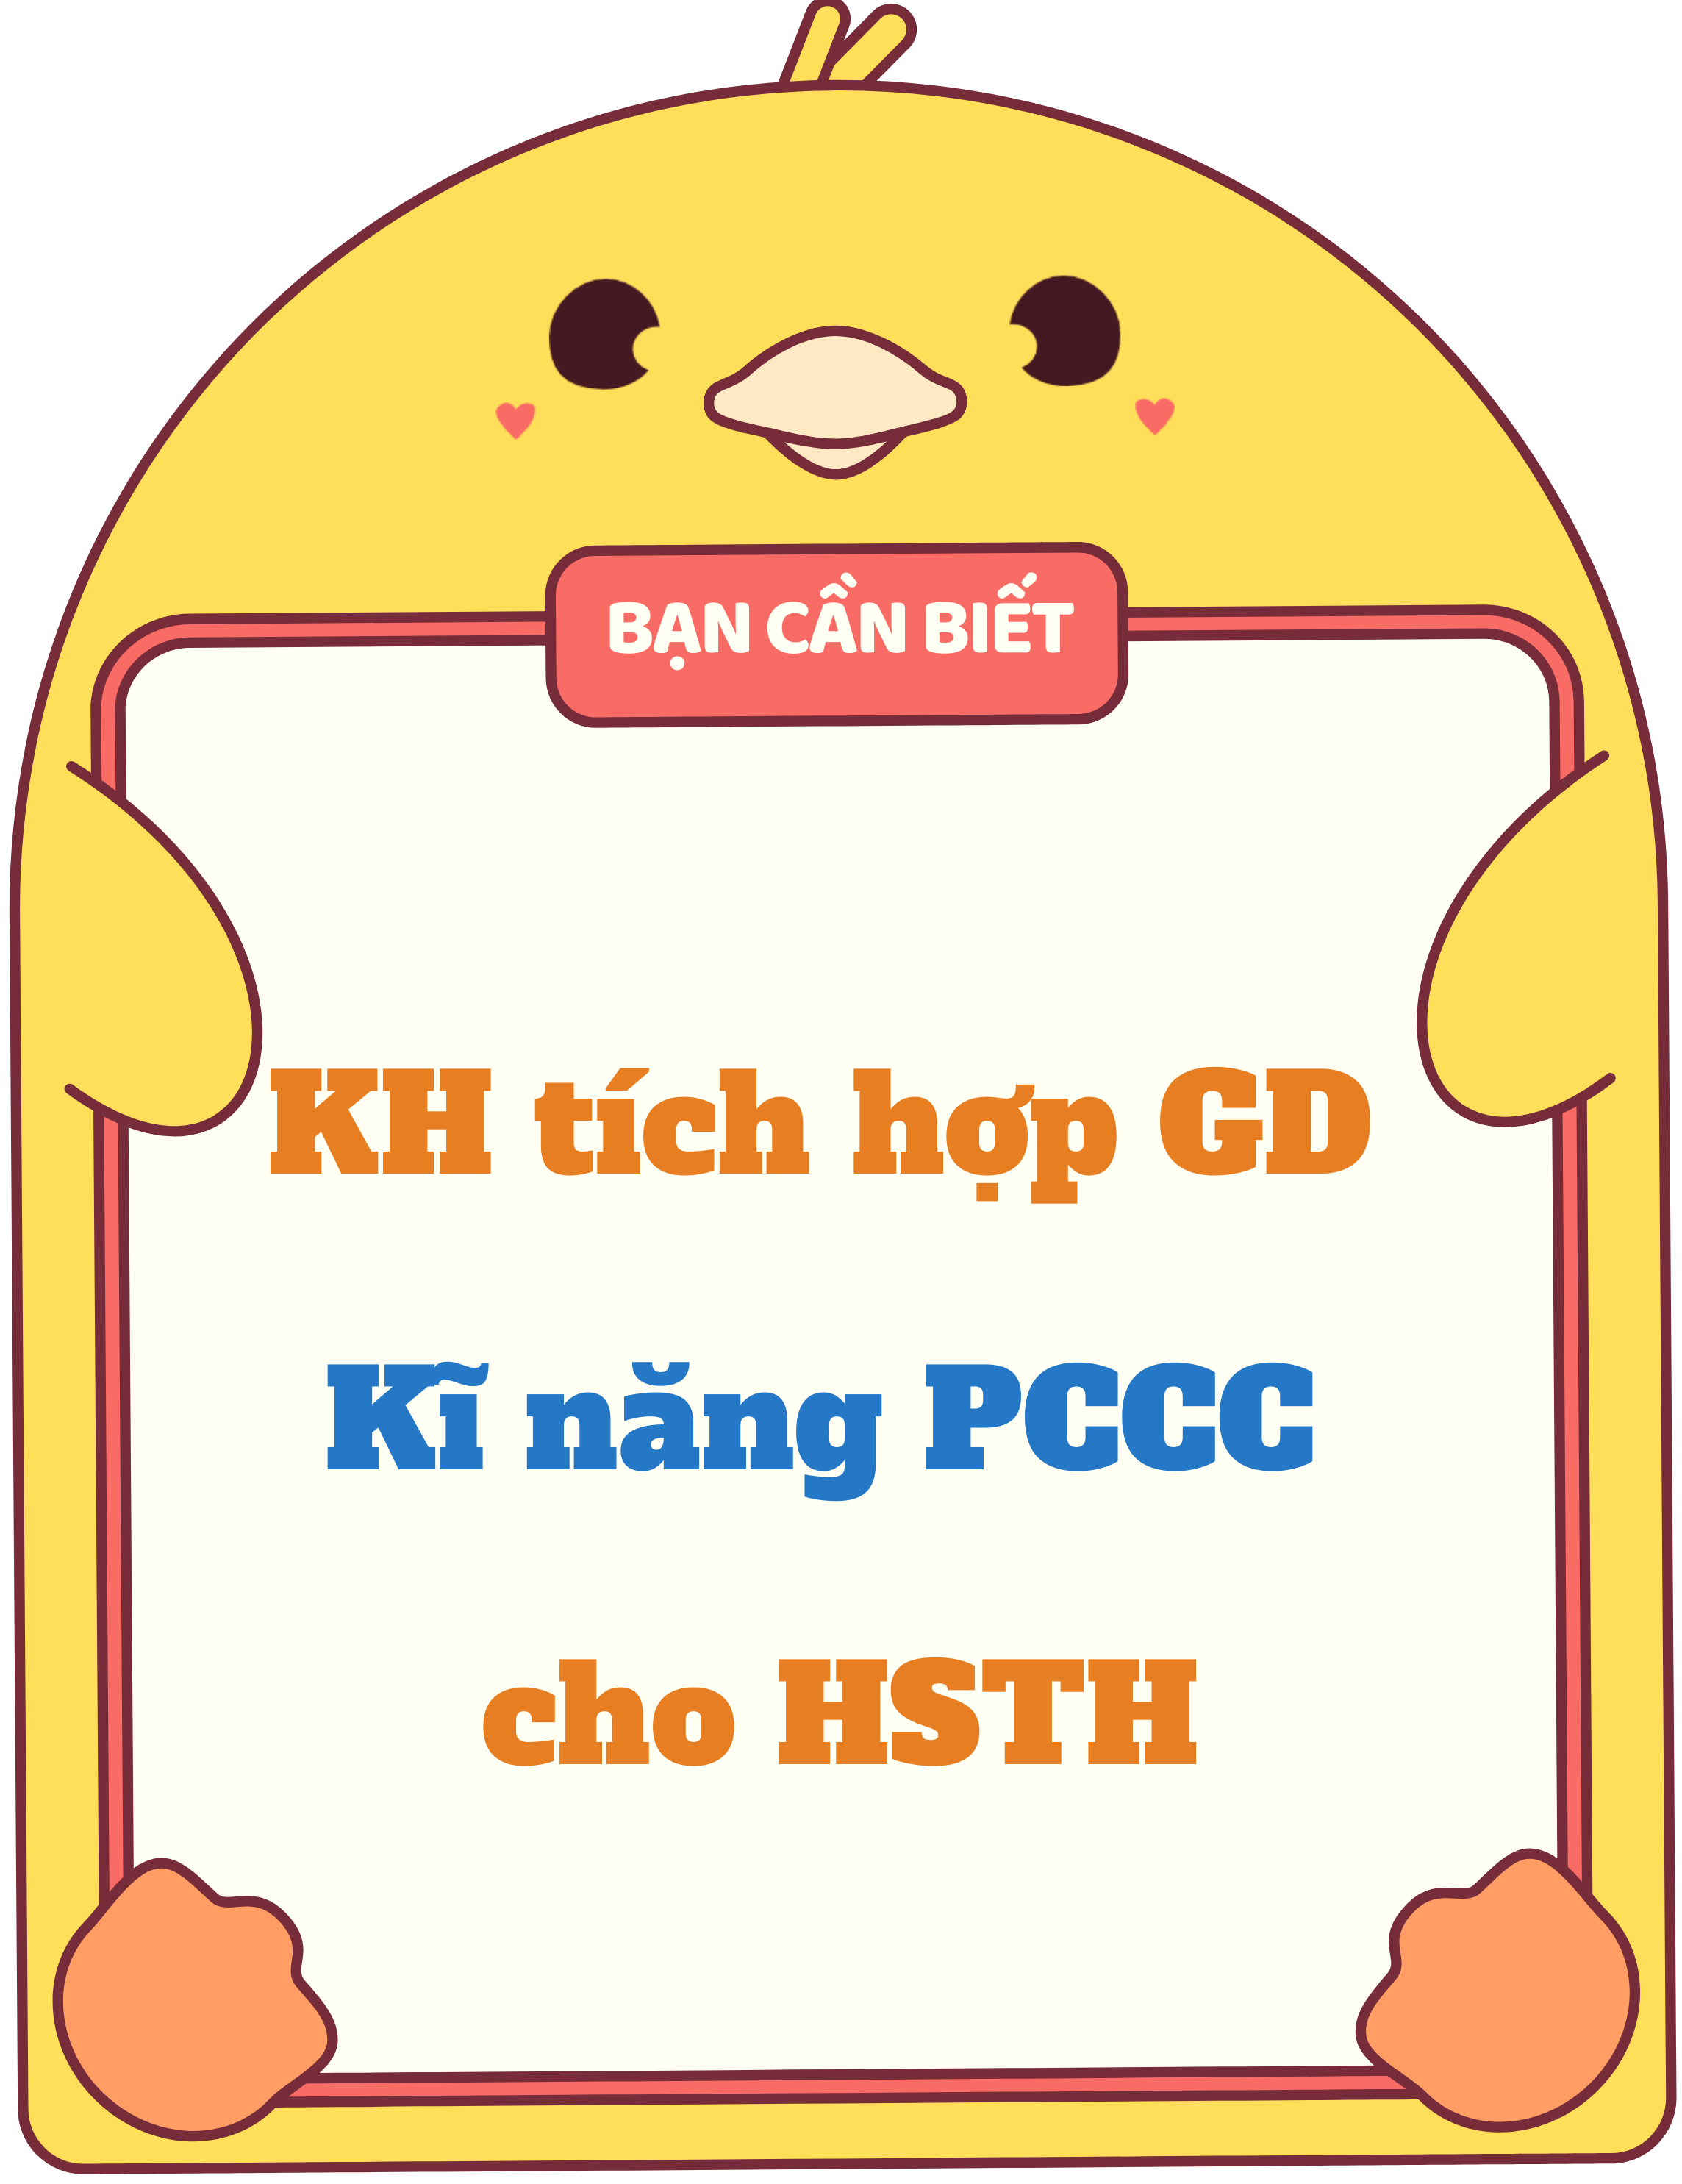 BẠN CẦN BIẾT
KH tích hợp GD
Kĩ năng PCCC
cho HSTH